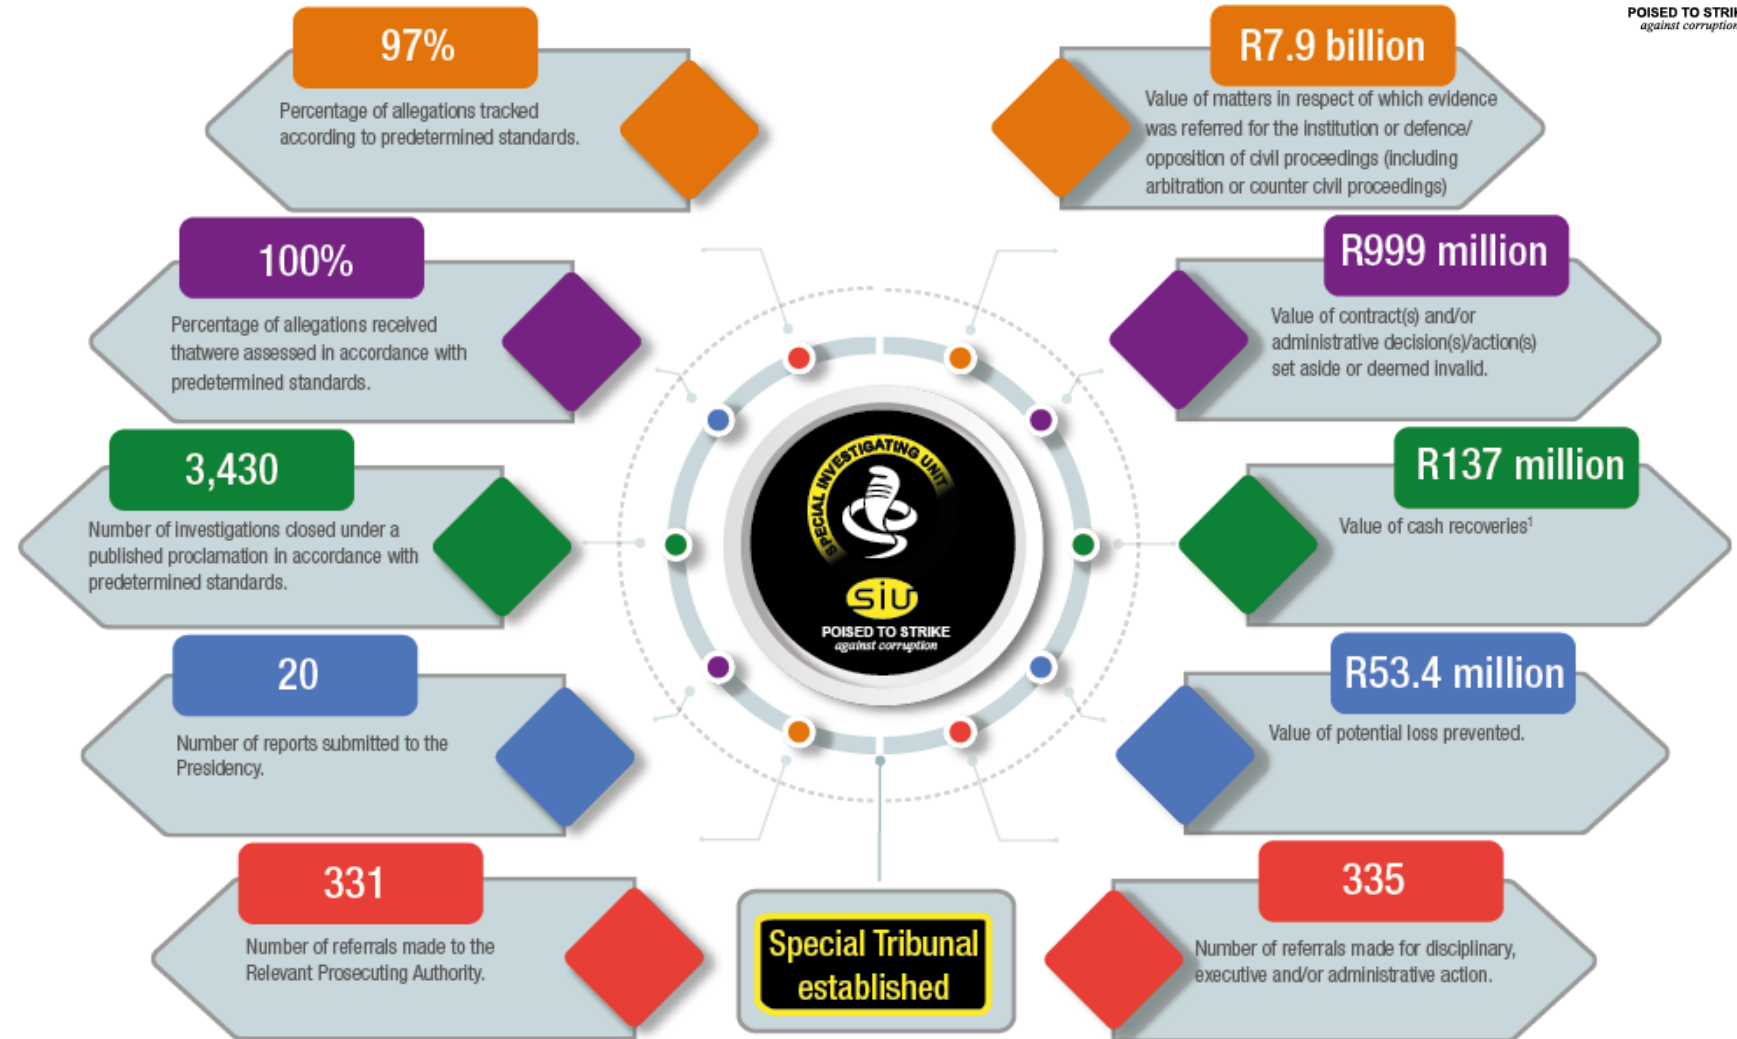 POISED TO STRIK
against corruption
97%
Percentage of allegations tracked
according to predetermined standards.
100%
Percentage of allegations received
thatwere assessed in accordance with
predetermined standards.
3,430
Number of investigations closed under a
published proclamation in accordance with
predetermined standards.
20
Number of reports submitted to the
Presidency.
331
Number of referrals made to the
Relevant Prosecuting Authority.
SPECIAL INVESTIGATING UNIT
SIU
POISED TO STRIKE
against corruption
Special Tribunal
established
R7.9 billion
Value of matters in respect of which evidence
was referred for the institution or defence/
opposition of civil proceedings (including
arbitration or counter civil proceedings)
R999 million
Value of contract(s) and/or
administrative decision(s)/action(s)
set aside or deemed invalid.
R137 million
Value of cash recoveries¹
R53.4 million
Value of potential loss prevented.
335
Number of referrals made for disciplinary,
executive and/or administrative action.